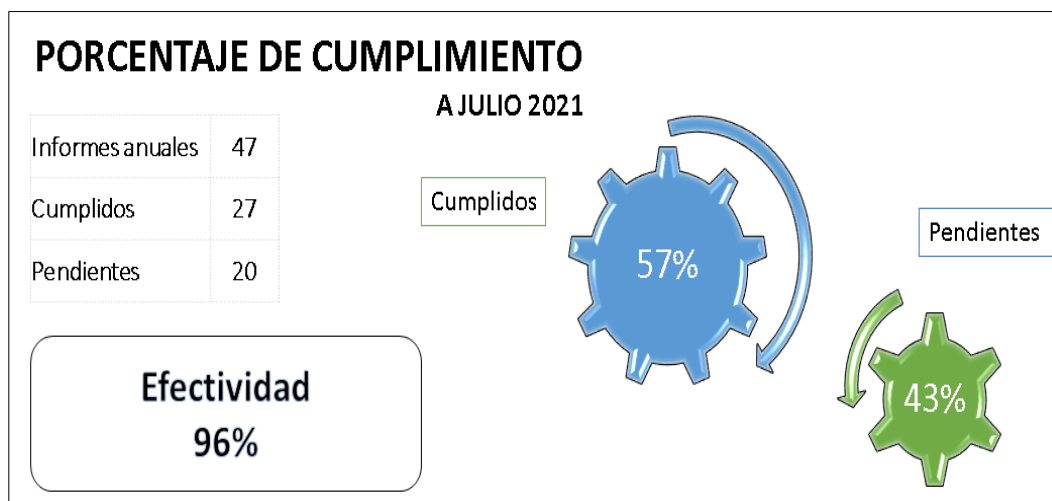 PORCENTAJE DE CUMPLIMIENTO
A JULIO 2021
Informes anuales 47
Cumplidos 27
Pendientes 20
Efectividad
96%
Cumplidos
57%
Pendientes
43%